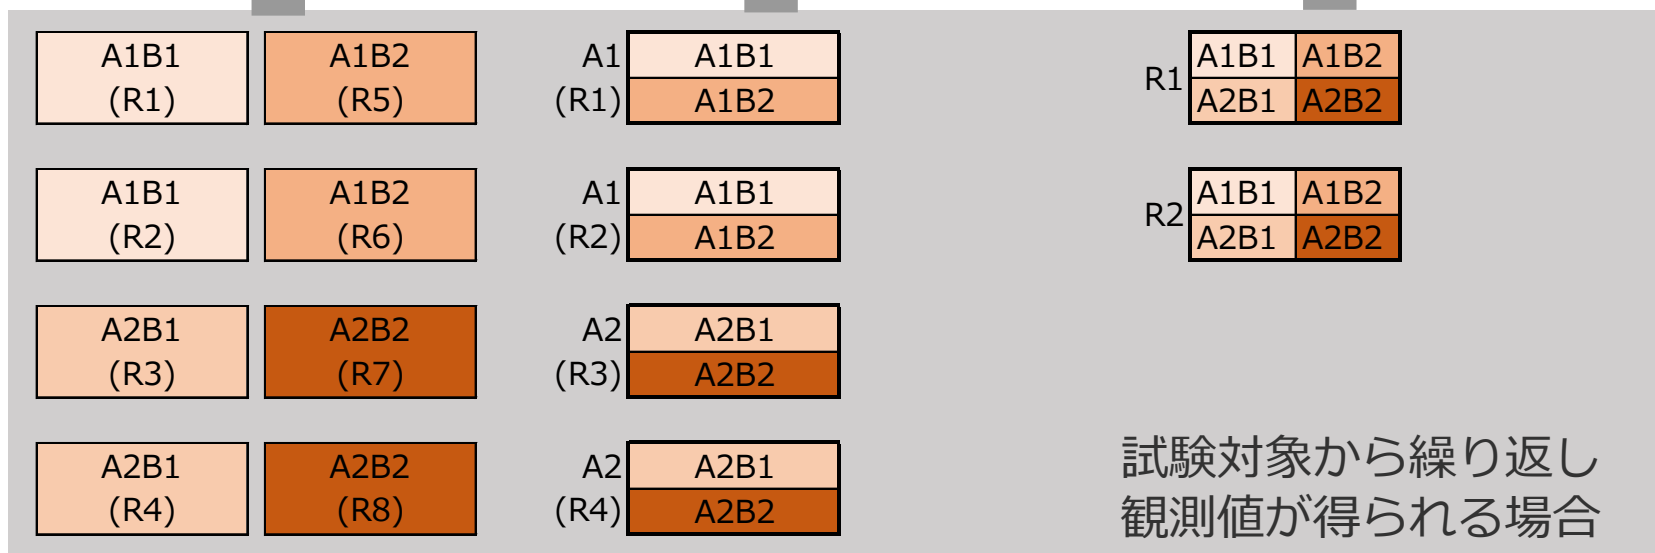 A1B1
(R1)
A1B2
(R5)
A1B1
(R2)
A1B2
(R6)
A2B1
(R3)
A2B2
(R7)
A2B1
(R4)
A2B2
(R8)
A1
(R1)
A1B1
A1B2
A1
(R2)
A1B1
A1B2
A2
(R3)
A2B1
A2B2
A2
(R4)
A2B1
A2B2
R1
A1B1 A1B2
A2B1 A2B2
R2
A1B1 A1B2
A2B1 A2B2
試験対象から繰り返し
観測値が得られる場合